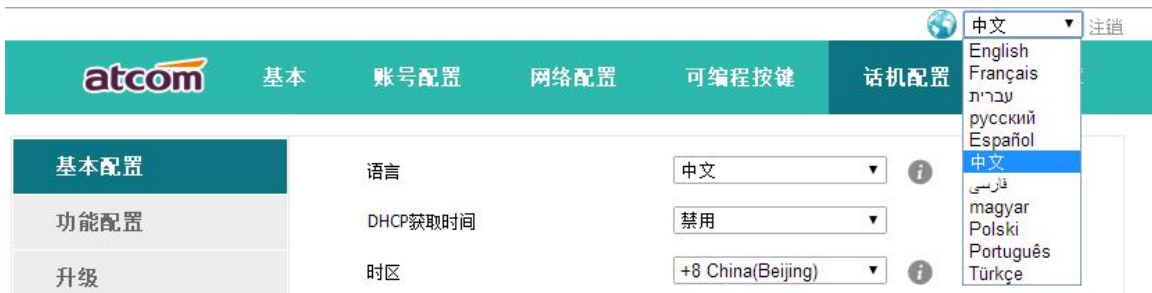 中文 注销
English
Français
עברית
русский
Español
中文
فارسی
magyar
Polski
Português
Türkçe
atcom 基本 账号配置 网络配置 可编程按键 话机配置
基本配置
功能配置
升级
语言 中文
DHCP获取时间 禁用
时区 +8 China(Beijing)